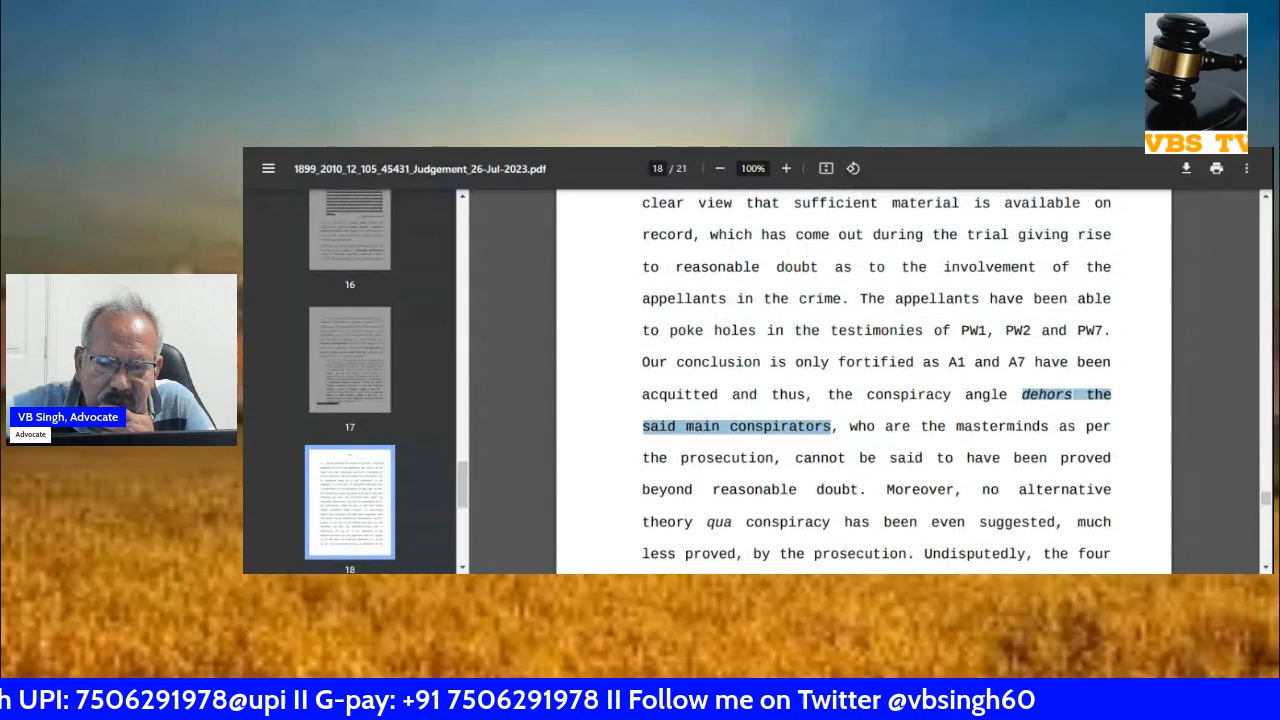 VBS TV
1899_2010_12_105_45431_Judgement_26-Jul-2023.pdf
18 / 21
100%
16
17
18
clear view that sufficient material is available on
record, which has come out during the trial giving rise
to reasonable doubt as to the involvement of the
appellants in the crime. The appellants have been able
to poke holes in the testimonies of PW1, PW2 and PW7.
Our conclusion is only fortified as A1 and A7 have been
acquitted and thus, the conspiracy angle dehors the
said main conspirators, who are the masterminds as per
the prosecution, cannot be said to have been proved
beyond reasonable doubt. Moreover, no alternative
theory qua conspiracy has been even suggested, much
less proved, by the prosecution. Undisputedly, the four
VB Singh, Advocate
Advocate
h UPI: 7506291978@upi II G-pay: +91 7506291978 II Follow me on Twitter @vbsingh60